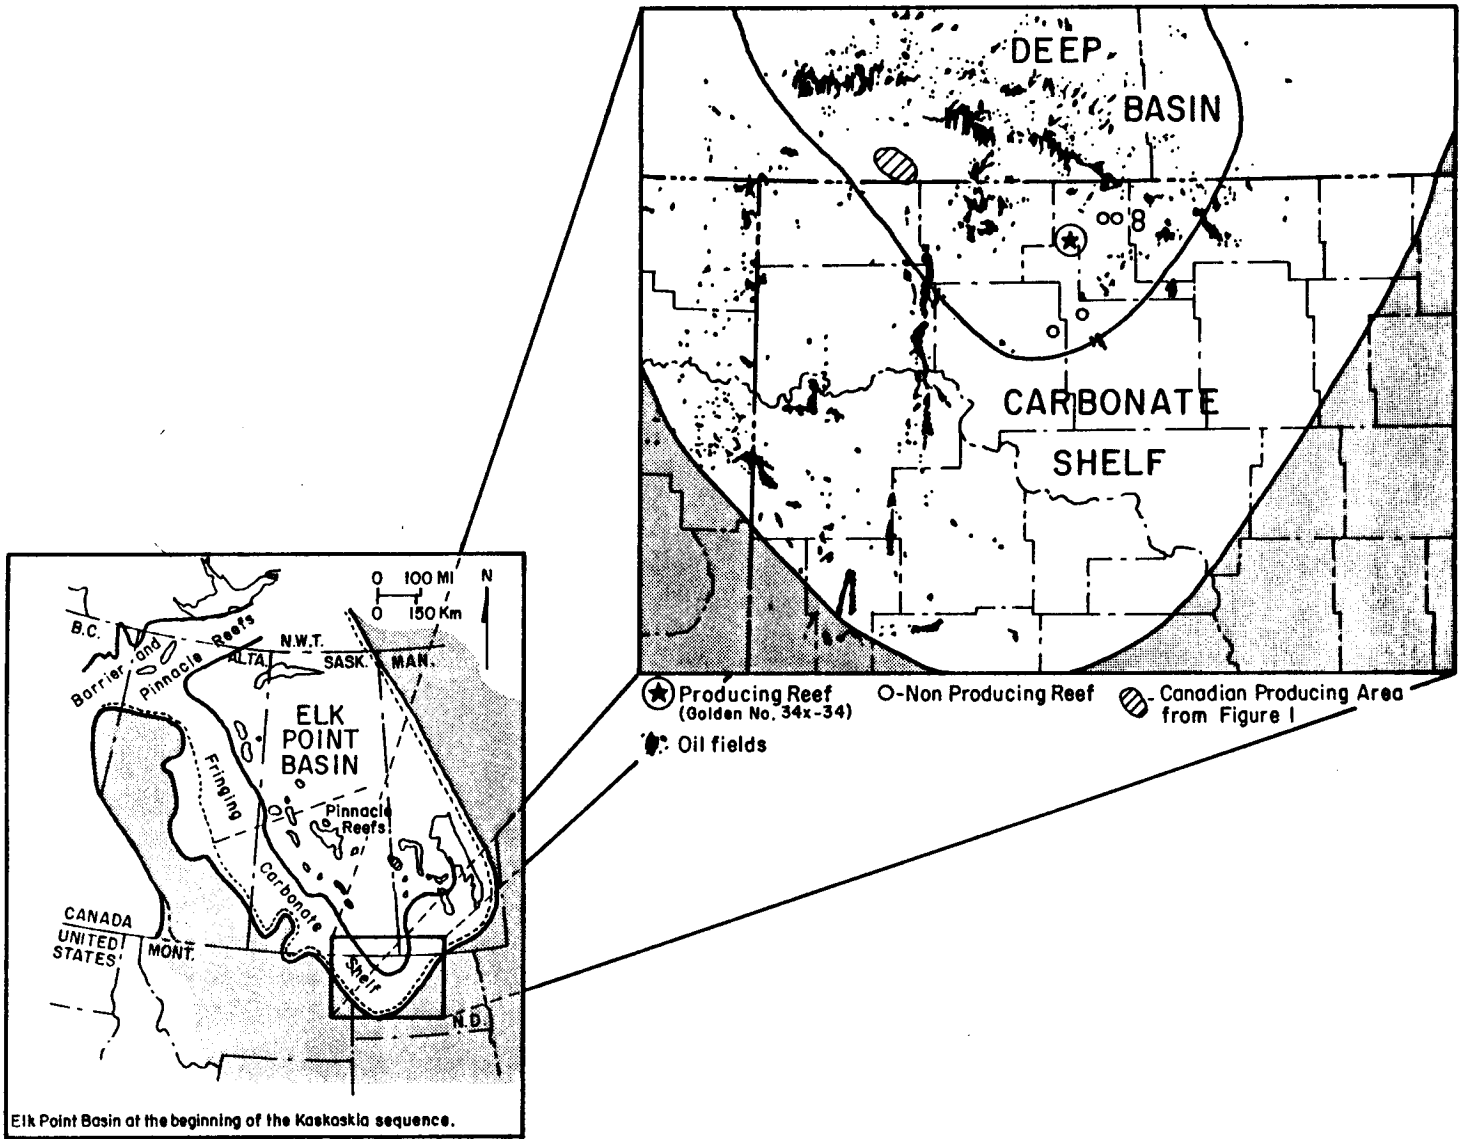 DEEP
BASIN
CARBONATE
SHELF
Producing Reef
(Golden No. 34x-34)
O-Non Producing Reef
- Canadian Producing Area
from Figure 1
Oil fields
0 100 MI
0 150 Km
N
B.C.
N.W.T.
ALTA.
SASK.
MAN.
Barrier and
Pinnacle Reefs
ELK
POINT
BASIN
Fringing
Carbonate
Shelf
Pinnacle
Reefs
CANADA
UNITED
STATES
MONT.
N.D.
Elk Point Basin at the beginning of the Kaskaskia sequence.